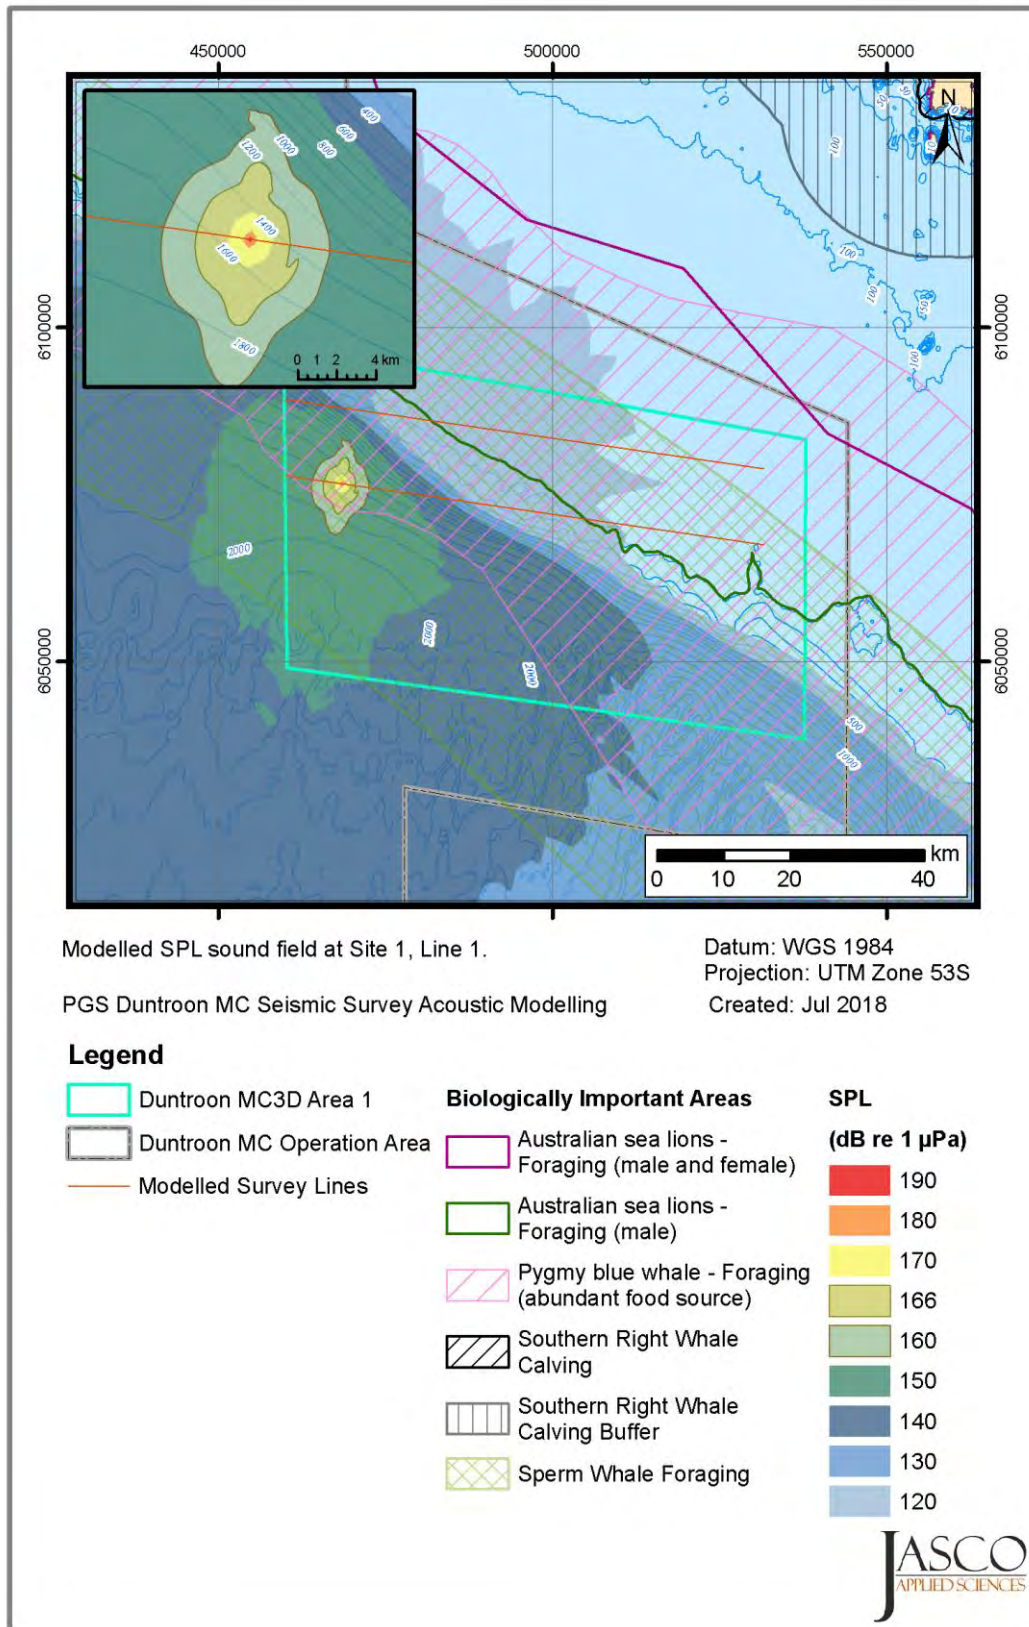 450000 500000 550000
6100000 6100000
6050000 6050000
400
600
800
1000
1200
1400
1600
1800
0 1 2 4 km
N
50
50
100
100
100
100
50
100
2000
2000
2000
500
1000
km
0 10 20 40
Modelled SPL sound field at Site 1, Line 1.
Datum: WGS 1984
Projection: UTM Zone 53S
PGS Duntroon MC Seismic Survey Acoustic Modelling
Created: Jul 2018
Legend
Duntroon MC3D Area 1
Duntroon MC Operation Area
Modelled Survey Lines
Biologically Important Areas
Australian sea lions -
Foraging (male and female)
Australian sea lions -
Foraging (male)
Pygmy blue whale - Foraging
(abundant food source)
Southern Right Whale
Calving
Southern Right Whale
Calving Buffer
Sperm Whale Foraging
SPL
(dB re 1 µPa)
190
180
170
166
160
150
140
130
120
JASCO
APPLIED SCIENCES